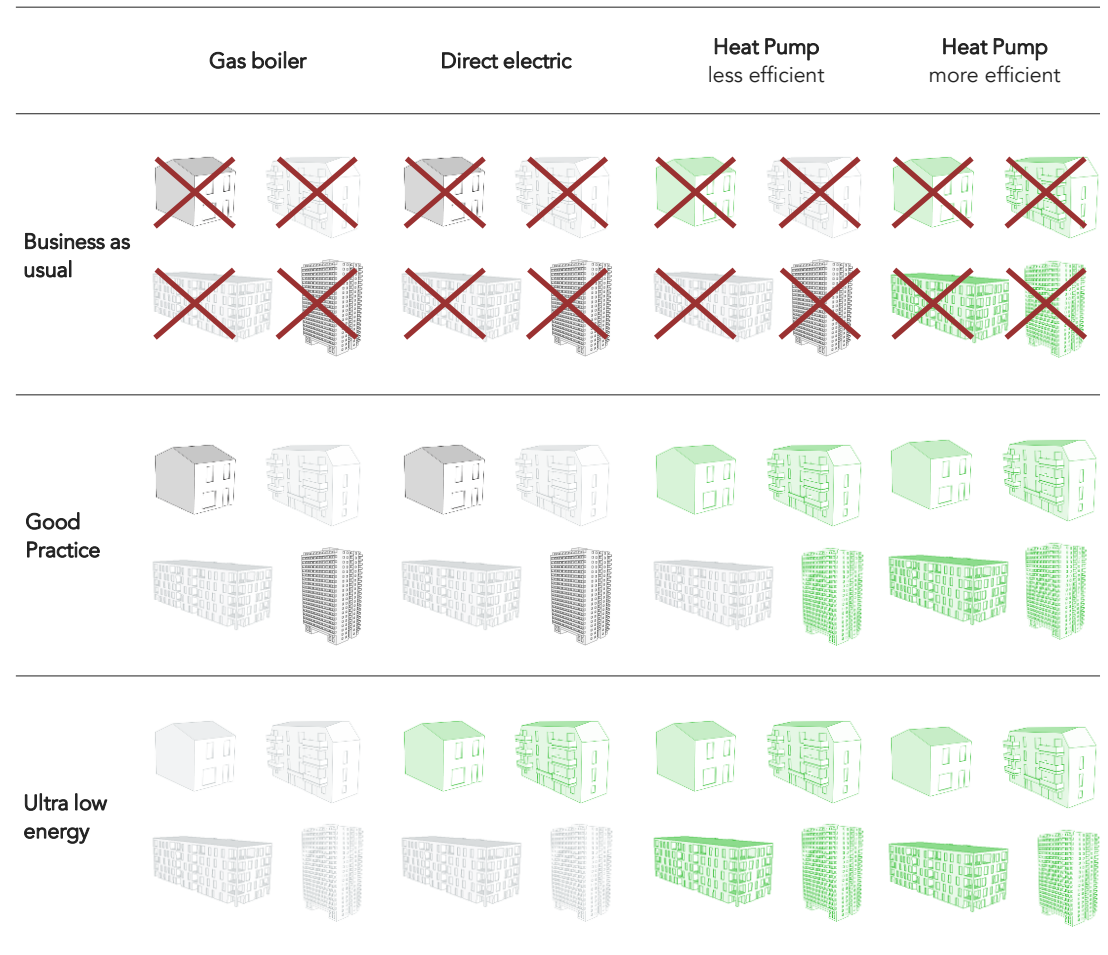 Gas boiler
Direct electric
Heat Pump
less efficient
Heat Pump
more efficient
Business as
usual
Good
Practice
Ultra low
energy